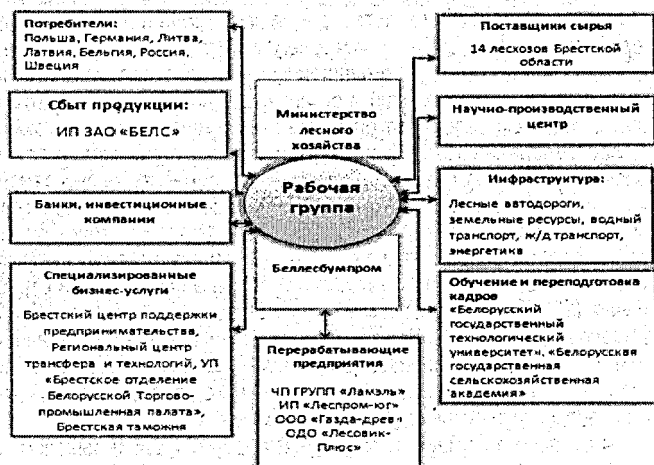 Потребители:
Польша, Германия, Литва,
Латвия, Бельгия, Россия,
Швеция
Сбыт продукции:
ИП ЗАО «БЕЛС»
Банки, инвестиционные
компании
Специализированные
бизнес-услуги
Брестский центр поддержки
предпринимательства,
Региональный центр
трансфера и технологий, УП
«Брестское отделение
Белорусской Торгово-
промышленная палата»,
Брестская таможня
Министерство
лесного
хозяйства
Рабочая
группа
Беллесбумпром
Перерабатывающие
предприятия
ЧП ГРУПП «Ламэль»
ИП «Леспром-юг»
ООО «Газда-древ»
ОДО «Лесовик-
Плюс»
Поставщики сырья
14 лесхозов Брестской
области
Научно-производственный
центр
Инфраструктура:
Лесные автодороги,
земельные ресурсы, водный
транспорт, ж/д транспорт,
энергетика
Обучение и переподготовка
кадров
«Белорусский
государственный
технологический
университет», «Белорусская
государственная
сельскохозяйственная
академия»